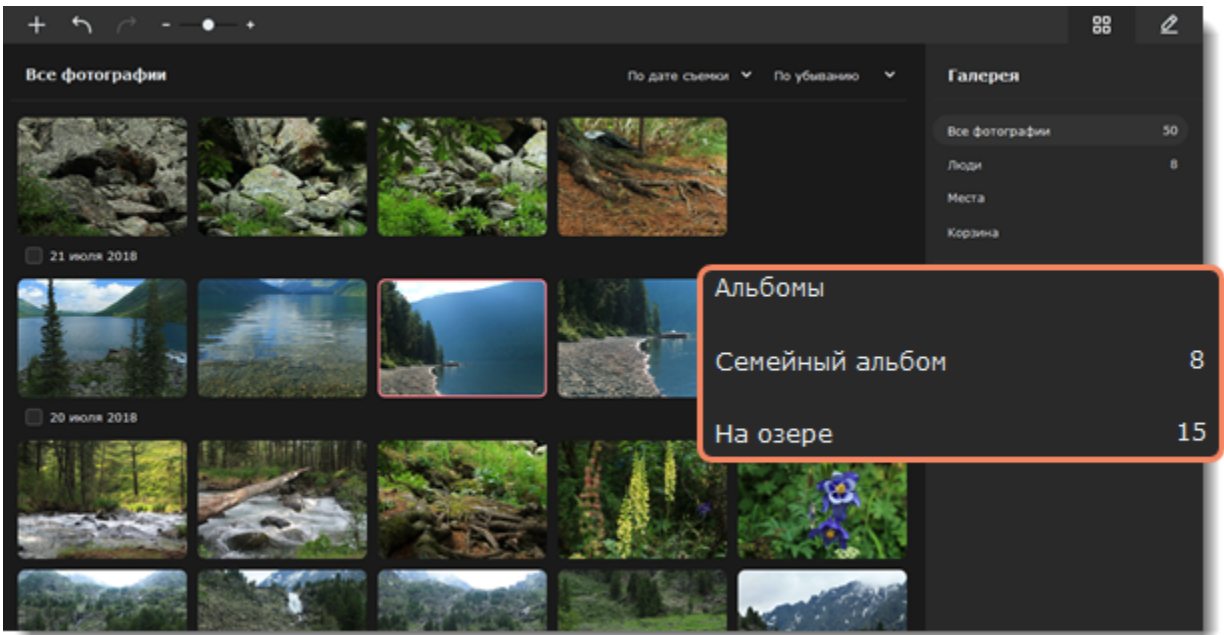 Все фотографии
По дате съемки
По убыванию
Галерея
Все фотографии 50
Люди 8
Места
Корзина
21 июля 2018
Альбомы
Семейный альбом 8
На озере 15
20 июля 2018